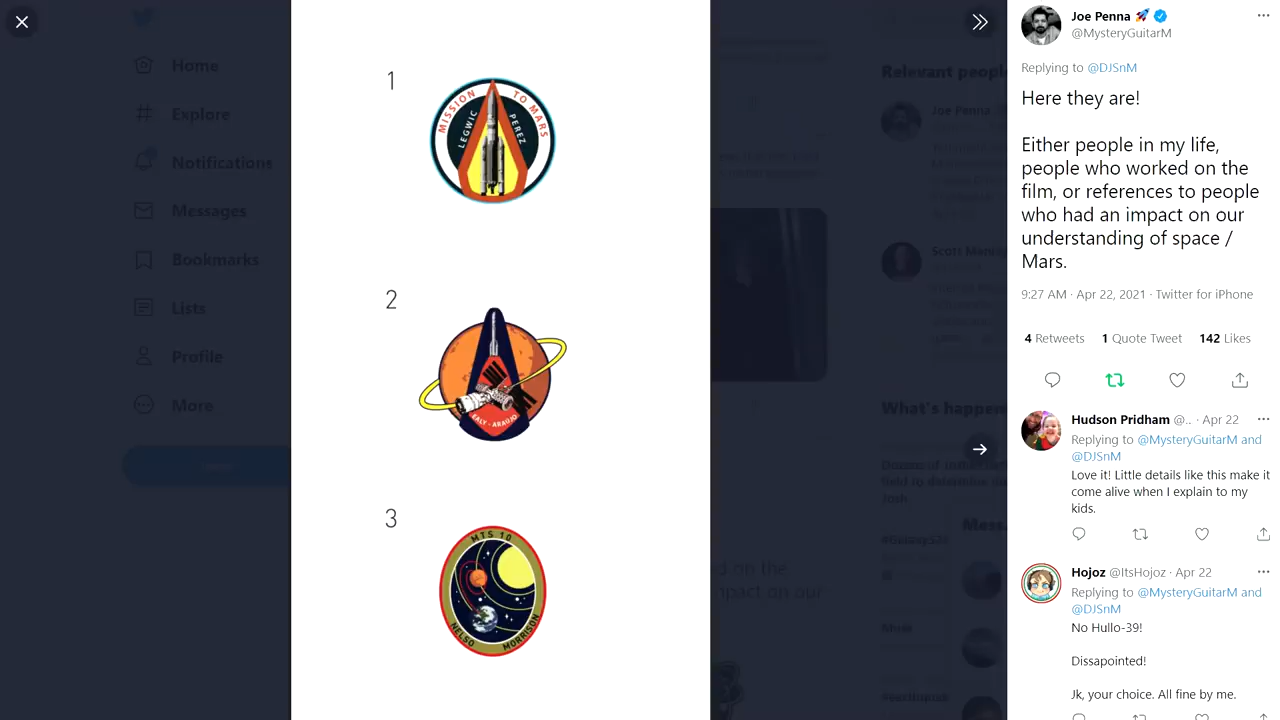 Home
Explore
Notifications
Messages
Bookmarks
Lists
Profile
More
1
MISSION TO MARS
LEGWIC PEREZ
2
EALY - ARAUJO
3
MTS 10
NELSO MORRISON
Relevant people
Joe Penna
What's happen
Joe Penna
@MysteryGuitarM
Replying to @DJSnM
Here they are!
Either people in my life,
people who worked on the
film, or references to people
who had an impact on our
understanding of space /
Mars.
9:27 AM · Apr 22, 2021 · Twitter for iPhone
4 Retweets 1 Quote Tweet 142 Likes
Hudson Pridham @.. · Apr 22
Replying to @MysteryGuitarM and
@DJSnM
Love it! Little details like this make it
come alive when I explain to my
kids.
Hojoz @ItsHojoz · Apr 22
Replying to @MysteryGuitarM and
@DJSnM
No Hullo-39!
Dissapointed!
Jk, your choice. All fine by me.